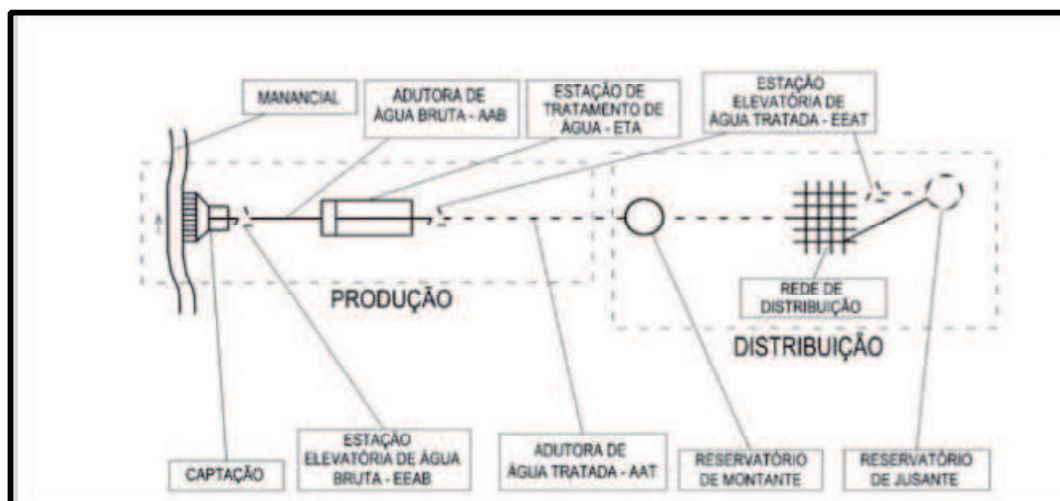 MANANCIAL
ADUTORA DE
ÁGUA BRUTA - AAB
ESTAÇÃO DE
TRATAMENTO DE
ÁGUA - ETA
ESTAÇÃO
ELEVATÓRIA DE
ÁGUA TRATADA - EEAT
PRODUÇÃO
REDE DE
DISTRIBUIÇÃO
DISTRIBUIÇÃO
CAPTAÇÃO
ESTAÇÃO
ELEVATÓRIA DE ÁGUA
BRUTA - EEAB
ADUTORA DE
ÁGUA TRATADA - AAT
RESERVATÓRIO
DE MONTANTE
RESERVATÓRIO
DE JUSANTE